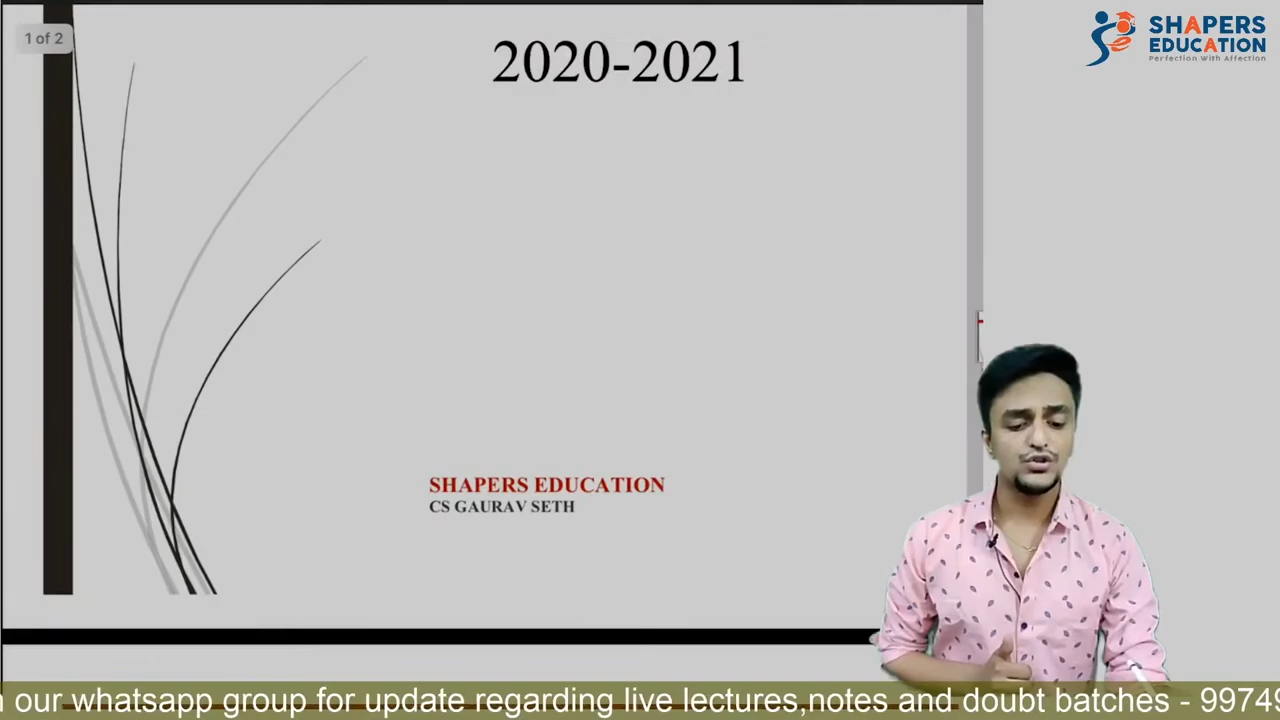 1 of 2
2020-2021
SHAPERS
EDUCATION
Perfection With Affection
SHAPERS EDUCATION
CS GAURAV SETH
our whatsapp group for update regarding live lectures,notes and doubt batches - 9974